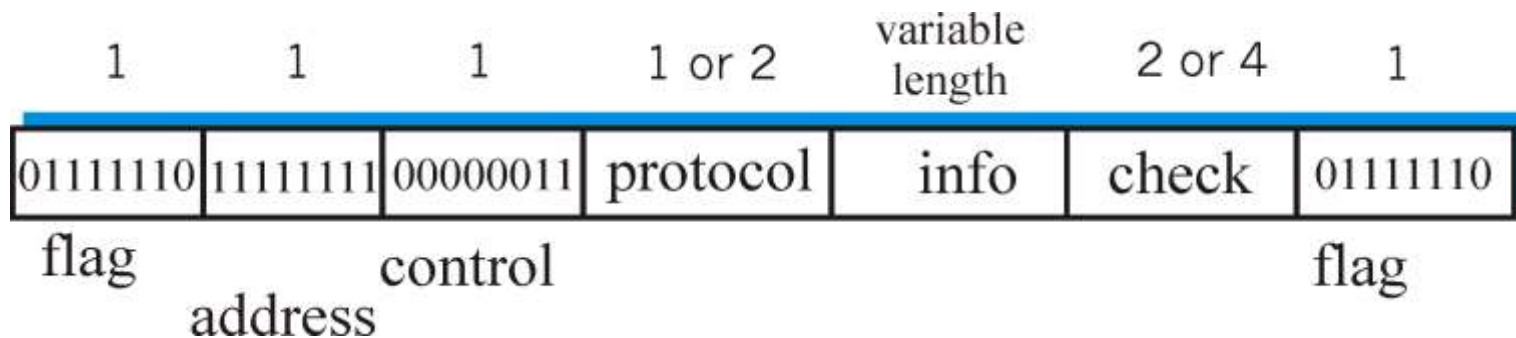 1 1 1 1 or 2 variable length 2 or 4 1
01111110 11111111 00000011 protocol info check 01111110
flag address control flag